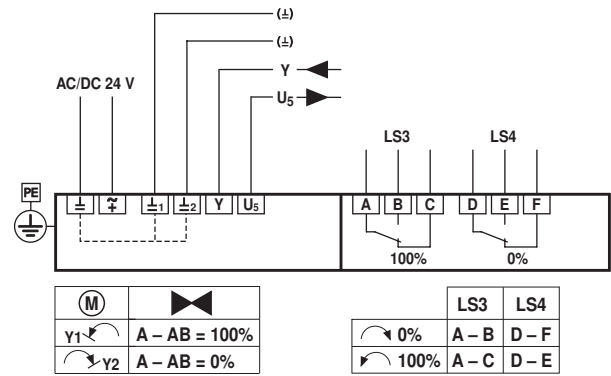 (⊥)
(⊥)
Y
AC/DC 24 V
U5
LS3 LS4
PE
⊥ ~+ ⊥1 ⊥2 Y U5 A B C D E F
100% 0%
M
Y1 A – AB = 100%
Y2 A – AB = 0%
LS3 LS4
0% A – B D – F
100% A – C D – E